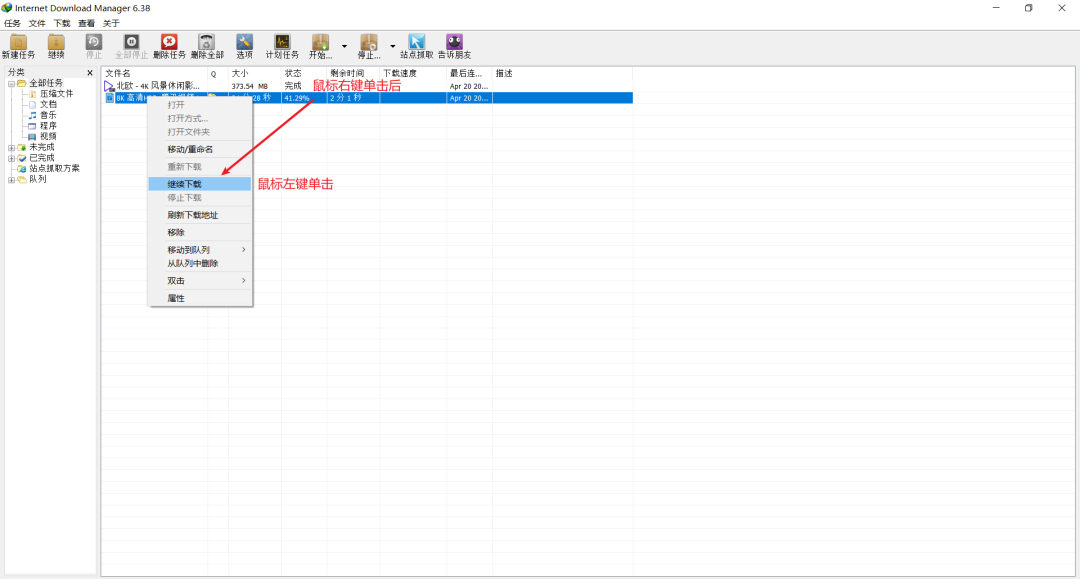 Internet Download Manager 6.38
任务 文件 下载 查看 关于
新建任务 继续 停止 全部停止 删除任务 删除全部 选项 计划任务 开始... 停止... 站点抓取 告诉朋友
分类 x
全部任务
压缩文件
文档
音乐
程序
视频
未完成
已完成
站点抓取方案
队列
文件名 Q 大小 状态 剩余时间 下载速度 最后连... 描述
北欧 - 4K 风景休闲影... 373.54 MB 完成 Apr 20 20...
8K 高清 28 秒 41.29% 2 分 1 秒 Apr 20 20...
鼠标右键单击后
打开
打开方式...
打开文件夹
移动/重命名
重新下载
继续下载
鼠标左键单击
停止下载
刷新下载地址
移除
移动到队列
从队列中删除
双击
属性